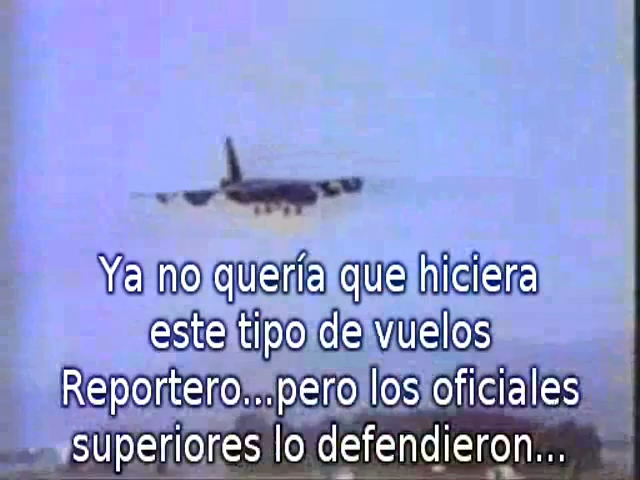 Ya no quería que hiciera
este tipo de vuelos
Reportero...pero los oficiales
superiores lo defendieron...